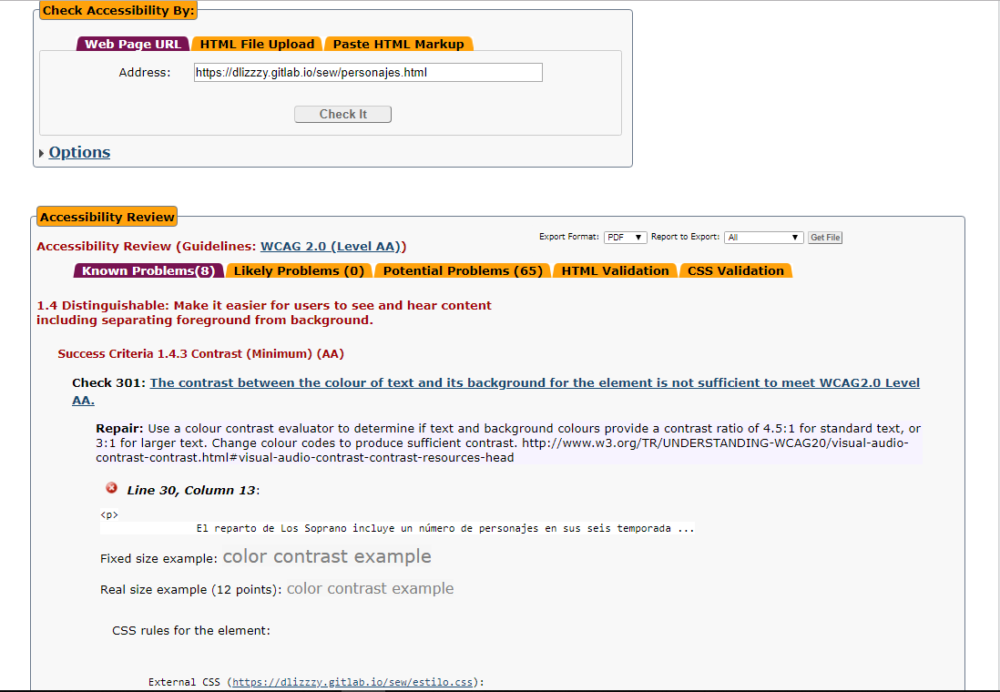 Check Accessibility By:
Web Page URL HTML File Upload Paste HTML Markup
Address: https://dlizzzy.gitlab.io/sew/personajes.html
Check It
Options
Accessibility Review
Export Format: PDF Report to Export: All Get File
Accessibility Review (Guidelines: WCAG 2.0 (Level AA))
Known Problems(8) Likely Problems (0) Potential Problems (65) HTML Validation CSS Validation
1.4 Distinguishable: Make it easier for users to see and hear content
including separating foreground from background.
Success Criteria 1.4.3 Contrast (Minimum) (AA)
Check 301: The contrast between the colour of text and its background for the element is not sufficient to meet WCAG2.0 Level
AA.
Repair: Use a colour contrast evaluator to determine if text and background colours provide a contrast ratio of 4.5:1 for standard text, or
3:1 for larger text. Change colour codes to produce sufficient contrast. http://www.w3.org/TR/UNDERSTANDING-WCAG20/visual-audio-
contrast-contrast.html#visual-audio-contrast-contrast-resources-head
Line 30, Column 13:
<p>
El reparto de Los Soprano incluye un número de personajes en sus seis temporada ...
Fixed size example: color contrast example
Real size example (12 points): color contrast example
CSS rules for the element:
External CSS (https://dlizzzy.gitlab.io/sew/estilo.css):